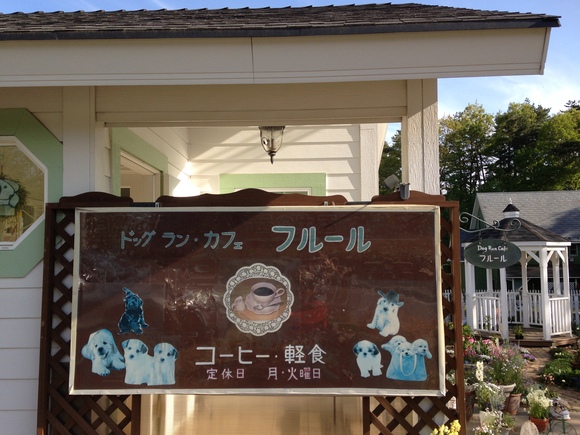 ドッグ ラン・カフェ フルール
コーヒー・軽食
定休日 月・火曜日
Dog Run Cafe
フルール